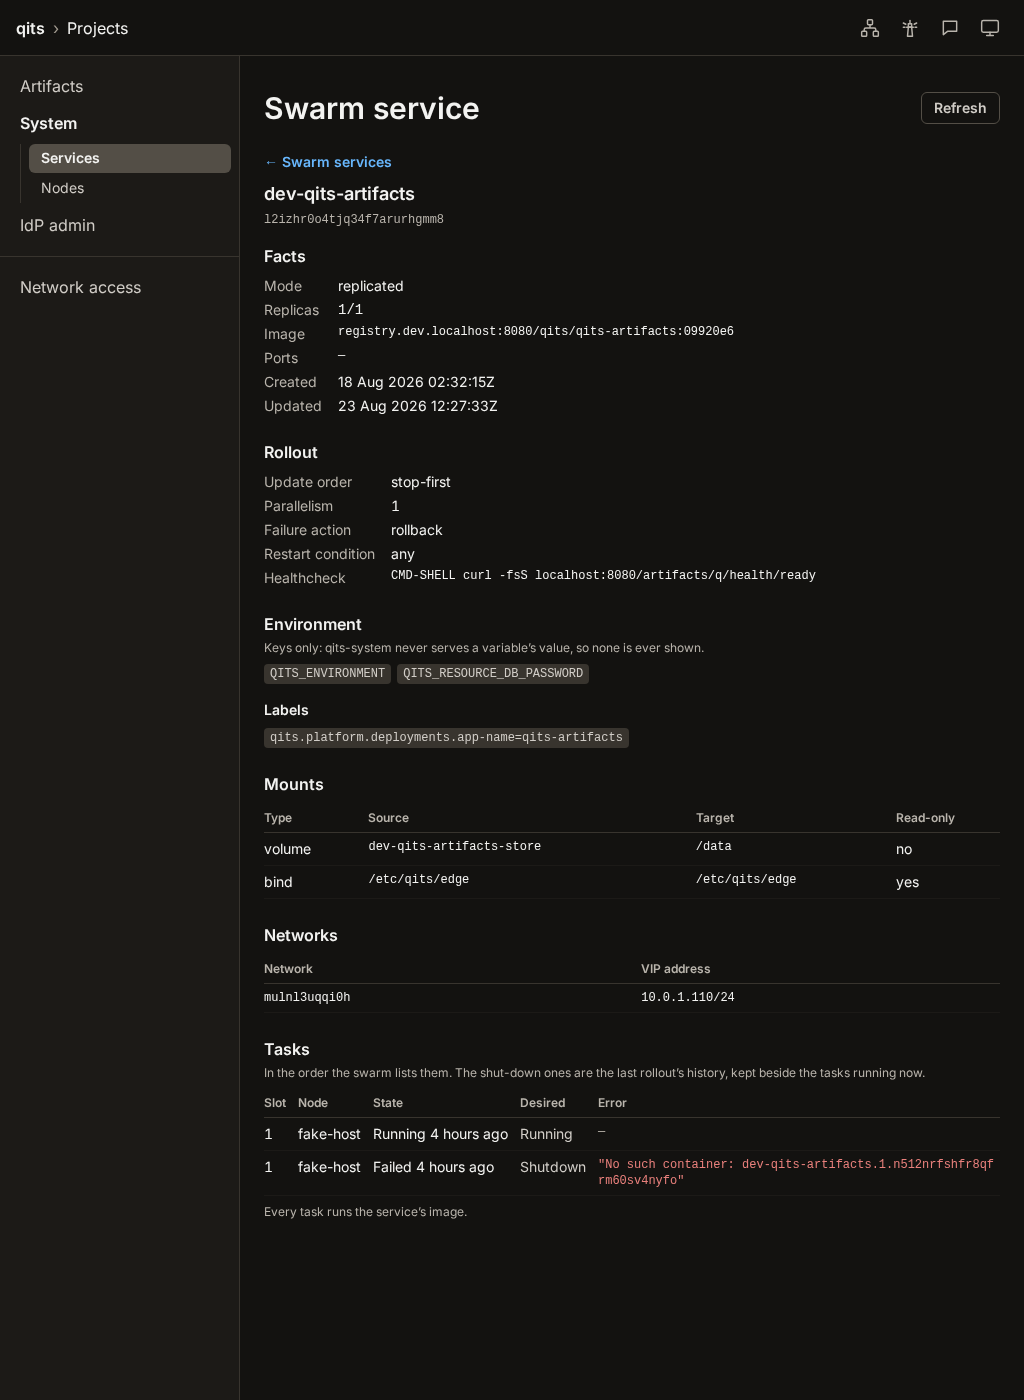 qits › Projects
Artifacts
System
Services
Nodes
IdP admin
Network access
Swarm service
Refresh
← Swarm services
dev-qits-artifacts
l2izhr0o4tjq34f7arurhgmm8
Facts
Mode replicated
Replicas 1/1
Image registry.dev.localhost:8080/qits/qits-artifacts:09920e6
Ports —
Created 18 Aug 2026 02:32:15Z
Updated 23 Aug 2026 12:27:33Z
Rollout
Update order stop-first
Parallelism 1
Failure action rollback
Restart condition any
Healthcheck CMD-SHELL curl -fsS localhost:8080/artifacts/q/health/ready
Environment
Keys only: qits-system never serves a variable’s value, so none is ever shown.
QITS_ENVIRONMENT QITS_RESOURCE_DB_PASSWORD
Labels
qits.platform.deployments.app-name=qits-artifacts
Mounts
Type Source Target Read-only
volume dev-qits-artifacts-store /data no
bind /etc/qits/edge /etc/qits/edge yes
Networks
Network VIP address
mulnl3uqqi0h 10.0.1.110/24
Tasks
In the order the swarm lists them. The shut-down ones are the last rollout’s history, kept beside the tasks running now.
Slot Node State Desired Error
1 fake-host Running 4 hours ago Running —
1 fake-host Failed 4 hours ago Shutdown "No such container: dev-qits-artifacts.1.n512nrfshfr8qf
rm60sv4nyfo"
Every task runs the service’s image.